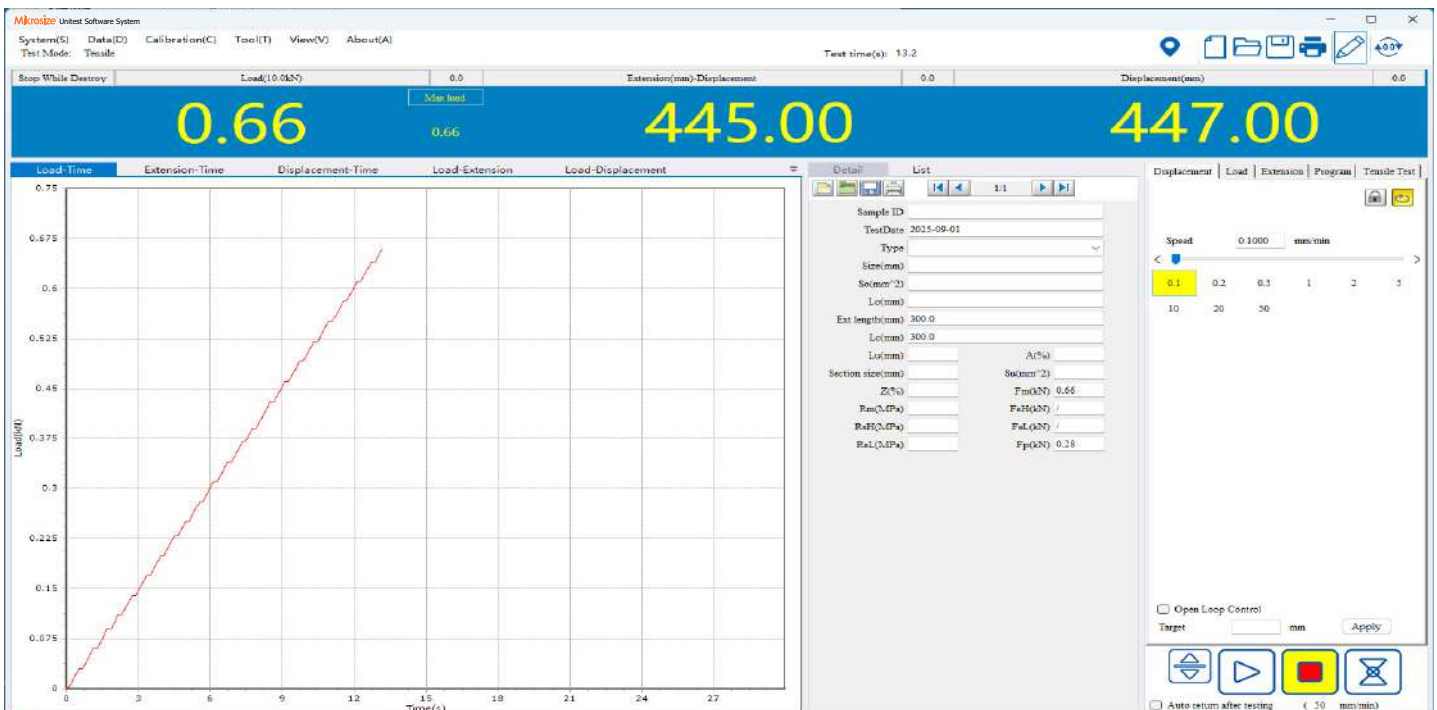 Mikrosize Unitest Software System
System(S) Data(D) Calibration(C) Tool(T) View(V) About(A)
Test Mode: Tensile Test time(s): 13.2
Stop While Destroy Load(10.0kN) 0.0 Extension(mm)-Displacement 0.0 Displacement(mm) 0.0
Max load
0.66 0.66 445.00 447.00
Load-Time Extension-Time Displacement-Time Load-Extension Load-Displacement
0.75
0.675
0.6
0.525
0.45
0.375
0.3
0.225
0.15
0.075
0
Load(kN)
0 3 6 9 12 15 18 21 24 27
Time(s)
Detail List
1/1
Sample ID
TestDate 2025-09-01
Type
Size(mm)
So(mm^2)
Lo(mm)
Ext length(mm) 300.0
Lc(mm) 300.0
Lu(mm) A(%)
Section size(mm) Su(mm^2)
Z(%) Fm(kN) 0.66
Rm(MPa) FeH(kN) /
ReH(MPa) FeL(kN) /
ReL(MPa) Fp(kN) 0.28
Displacement Load Extension Program Tensile Test
Speed 0.1000 mm/min
< >
0.1 0.2 0.5 1 2 5
10 20 50
Open Loop Control
Target mm Apply
Auto return after testing ( 50 mm/min)